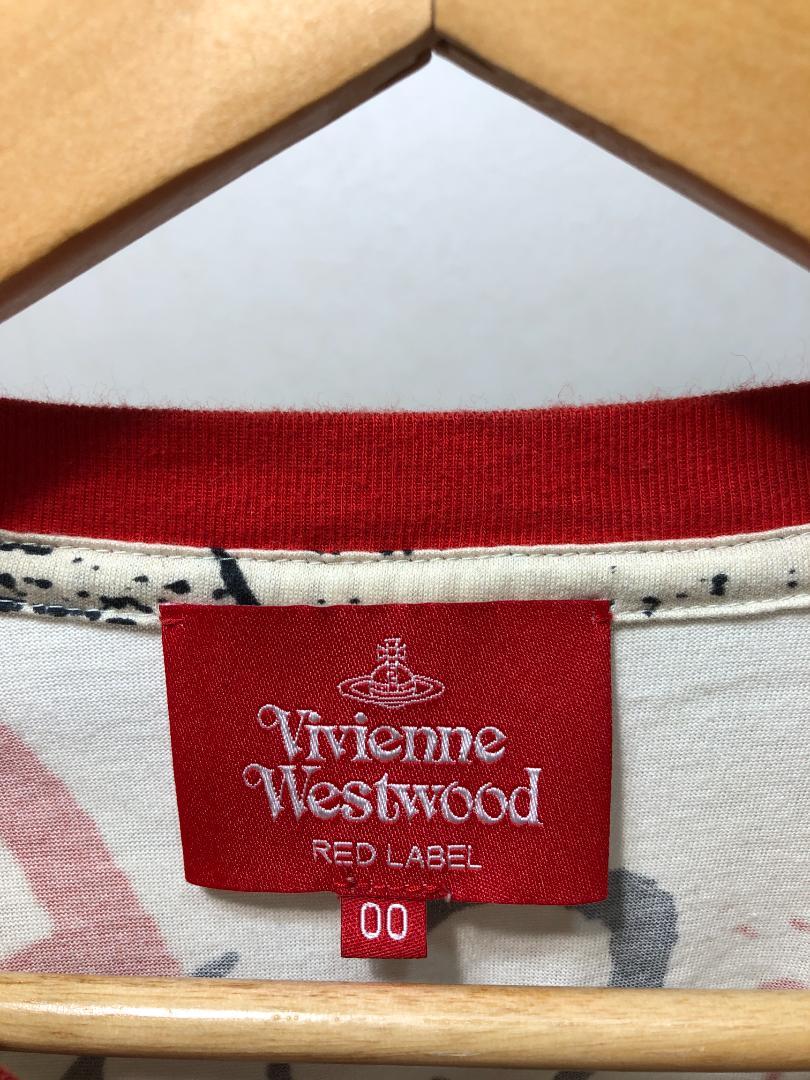 Vivienne
Westwood
RED LABEL
00